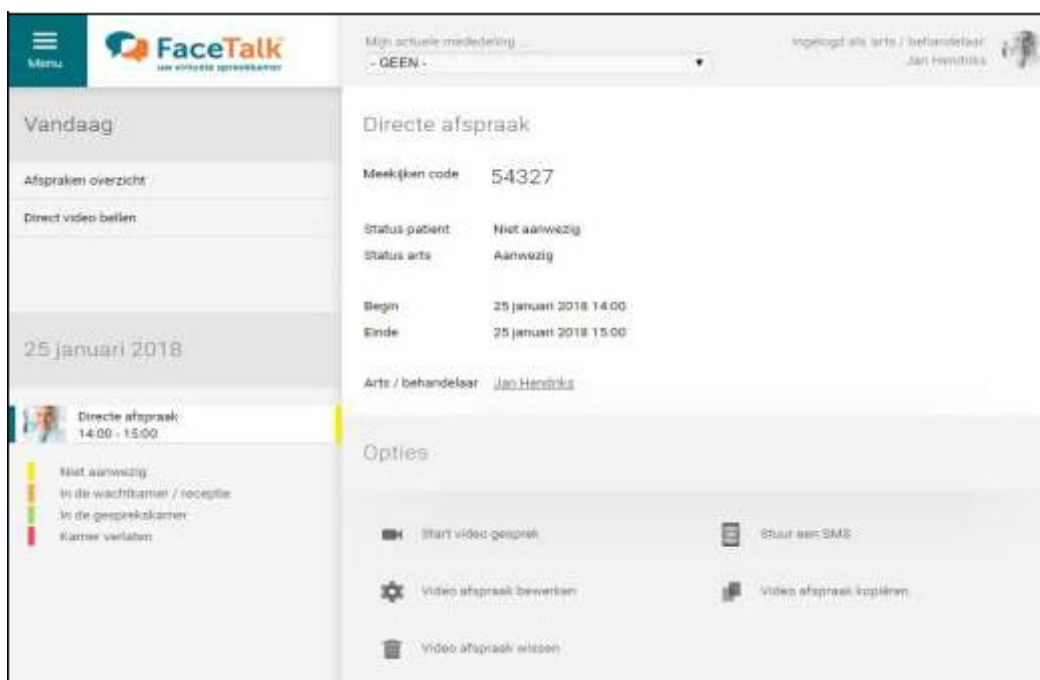 Menu
FaceTalk
uw virtuele spreekkamer
Mijn actuele mededeling ...
- GEEN -
Ingelogd als 'arts / behandelaar'
Jan Hendriks
Vandaag
Afspraken overzicht
Direct video bellen
25 januari 2018
Directe afspraak
14:00 - 15:00
Niet aanwezig
In de wachtkamer / receptie
In de gesprekskamer
Kamer verlaten
Directe afspraak
Meekijken code 54327
Status patient Niet aanwezig
Status arts Aanwezig
Begin 25 januari 2018 14:00
Einde 25 januari 2018 15:00
Arts / behandelaar Jan Hendriks
Opties
Start video gesprek
Stuur een SMS
Video afspraak bewerken
Video afspraak kopiëren
Video afspraak wissen